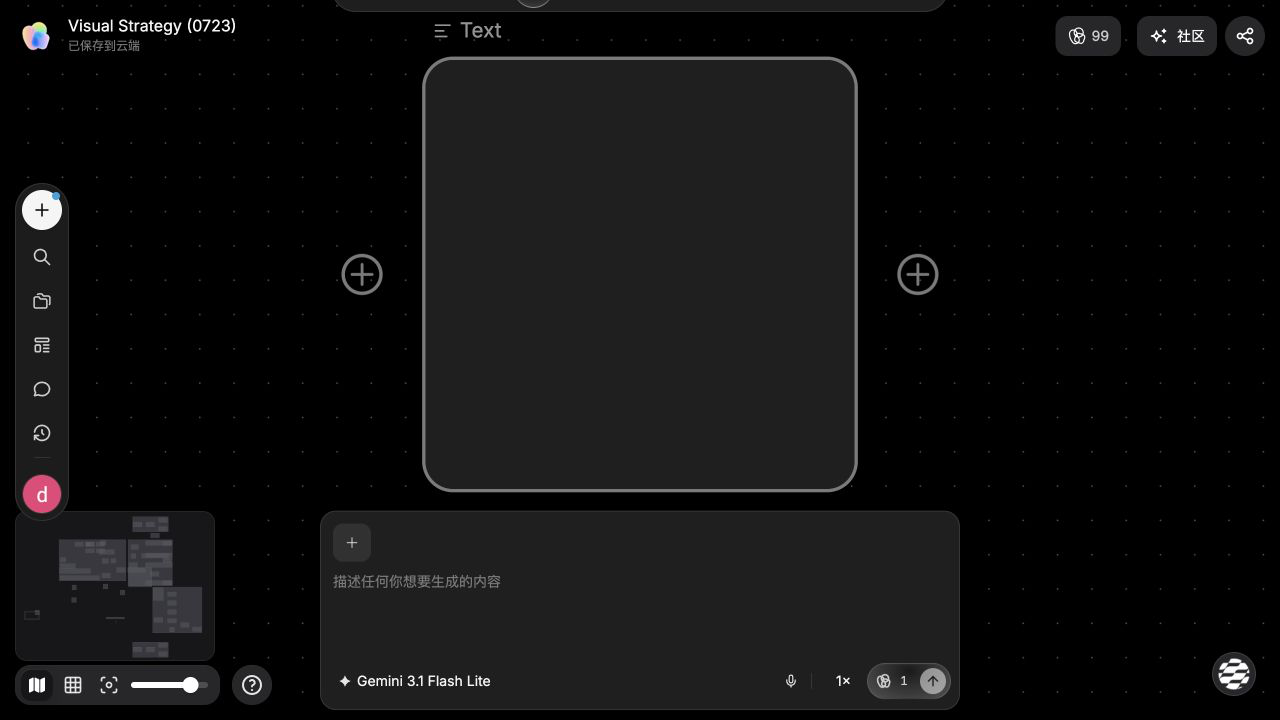 Visual Strategy (0723)
已保存到云端
Text
99
社区
d
描述任何你想要生成的内容
Gemini 3.1 Flash Lite
1×
1